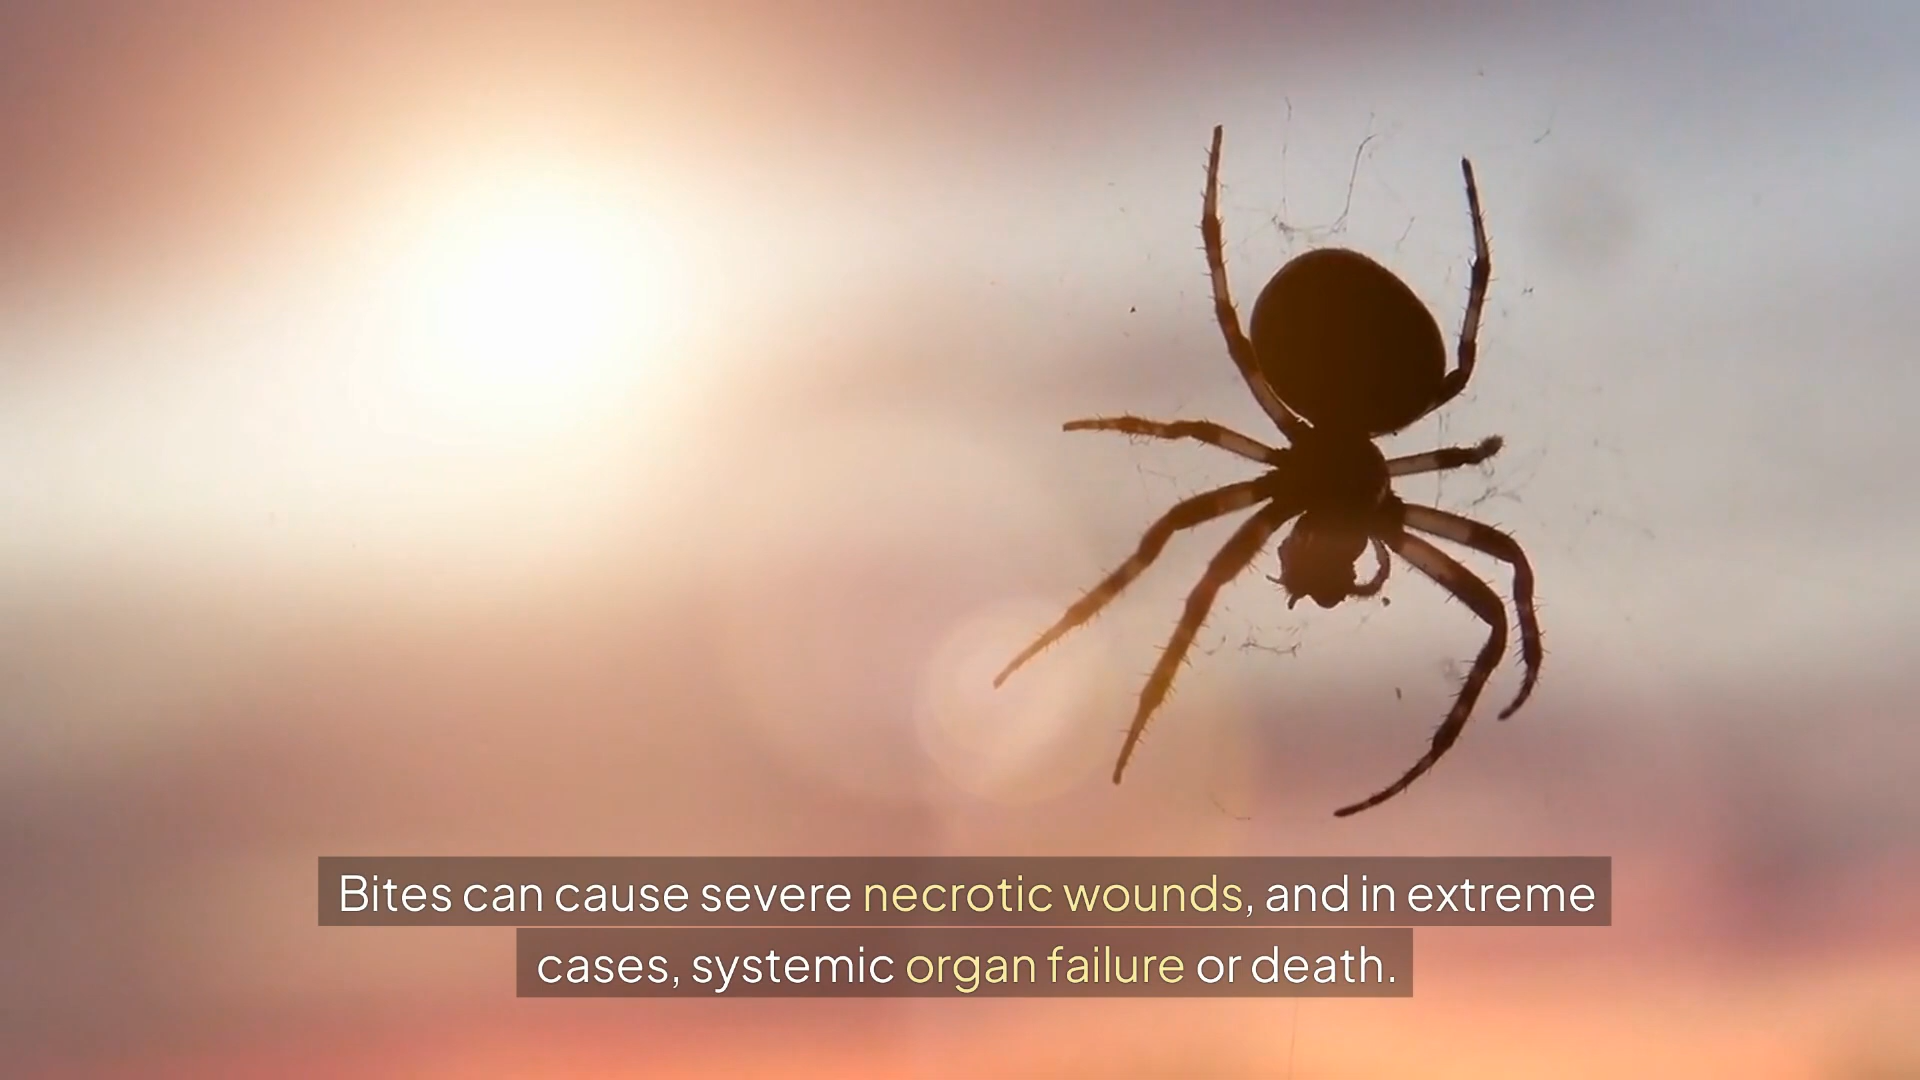 Bites can cause severe necrotic wounds, and in extreme
cases, systemic organ failure or death.